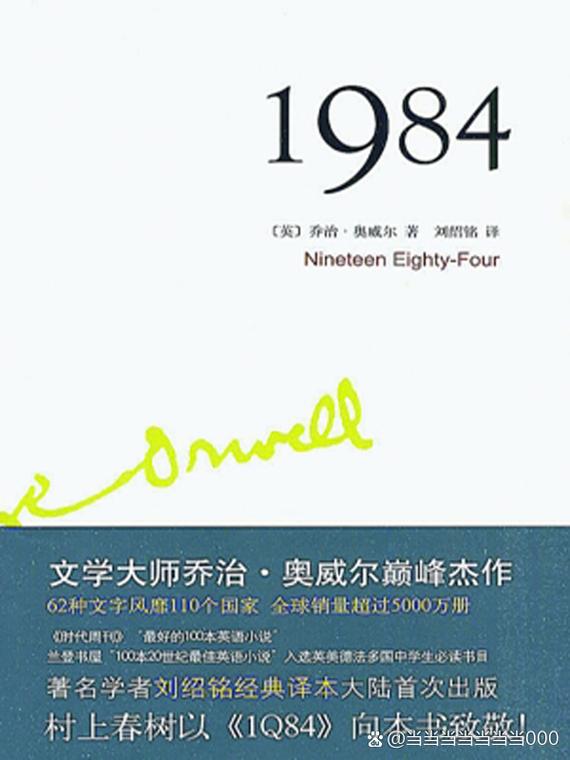 1984
〔英〕乔治·奥威尔 著 刘绍铭 译
Nineteen Eighty-Four
Orwell
文学大师乔治·奥威尔巅峰杰作
62种文字风靡110个国家 全球销量超过5000万册
《时代周刊》 “最好的100本英语小说”
兰登书屋“100本20世纪最佳英语小说”入选英美德法多国中学生必读书目
著名学者刘绍铭经典译本大陆首次出版
村上春树以《1Q84》向本书致敬！
@当当当当当当当000